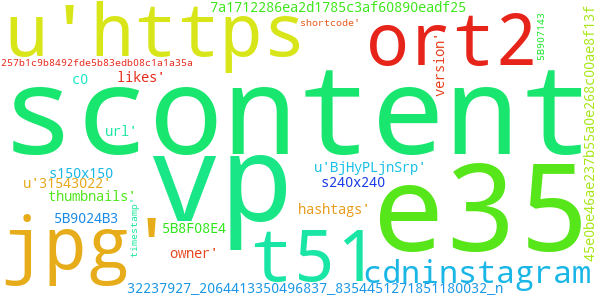 7a1712286ea2d1785c3af60890eadf25
u'https
shortcode'
ort2
5B907143
version'
257b1c9b8492fde5b83edb08c1a1a35a
c0
likes'
scontent
url'
45e0be46ae237b55a0e268c00ae8f13f
s150x150
vp
u'BjHyPLjnSrp'
u'31543022'
s240x240
e35
thumbnails'
timestamp
hashtags'
5B9024B3
5B8F08E4
jpg'
owner'
t51
cdninstagram
32237927_2064413350496837_8354451271851180032_n